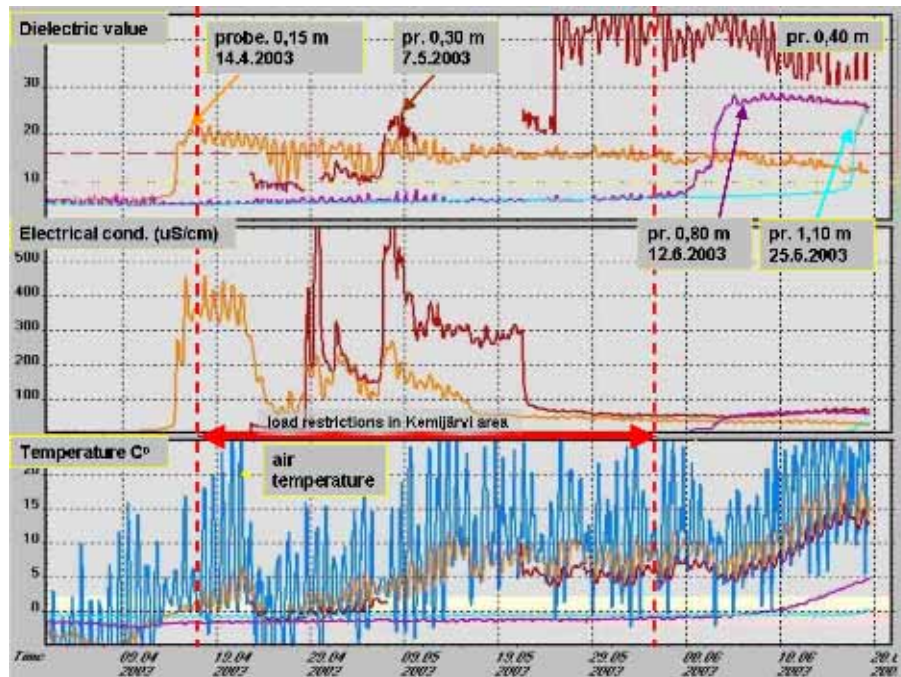 Dielectric value
probe. 0,15 m
14.4.2003
pr. 0,30 m
7.5.2003
pr. 0,40 m
30
20
10
Electrical cond. (uS/cm)
pr. 0,80 m
12.6.2003
pr. 1,10 m
25.6.2003
500
400
300
200
100
load restrictions in Kemijärvi area
Temperature Cº
air
temperature
20
15
10
5
0
Time
09.04
2003
19.04
2003
29.04
2003
09.05
2003
19.05
2003
29.05
2003
08.06
2003
18.06
2003